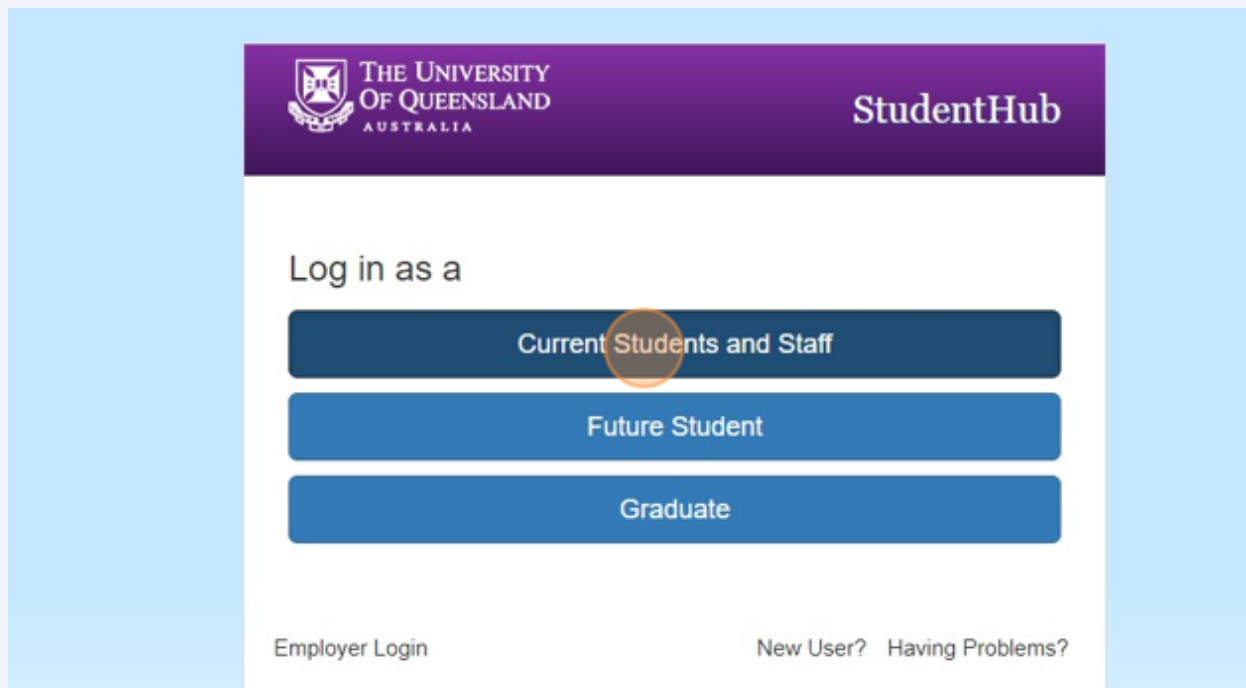 THE UNIVERSITY
OF QUEENSLAND
AUSTRALIA
StudentHub
Log in as a
Current Students and Staff
Future Student
Graduate
Employer Login
New User? Having Problems?